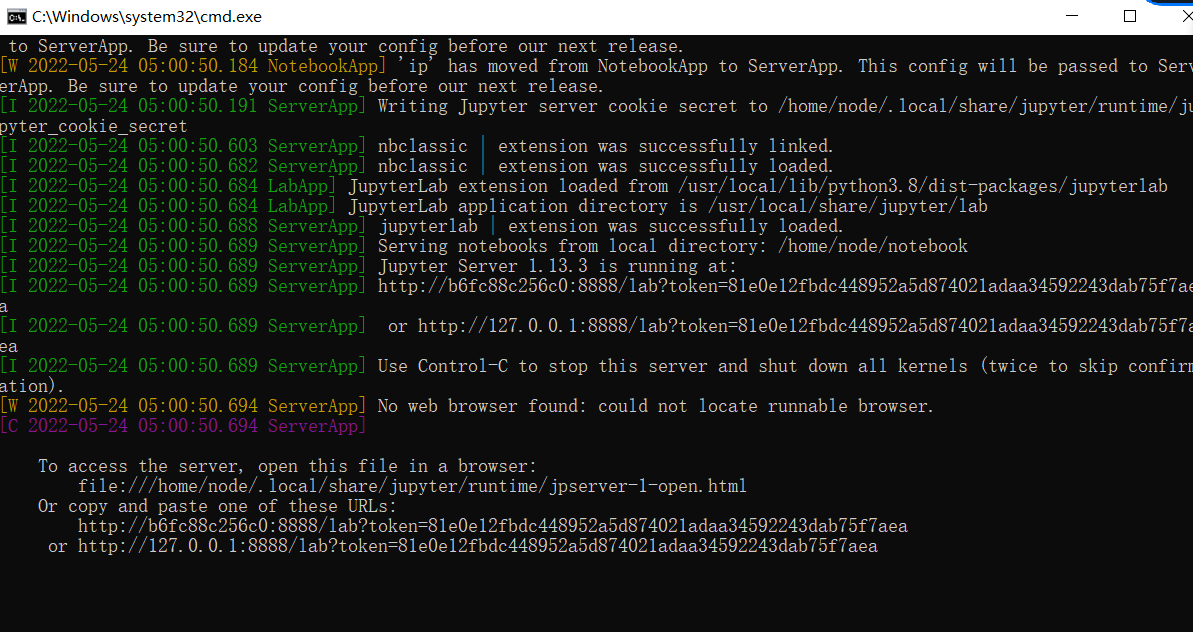 C:\Windows\system32\cmd.exe
to ServerApp. Be sure to update your config before our next release.
[W 2022-05-24 05:00:50.184 NotebookApp] 'ip' has moved from NotebookApp to ServerApp. This config will be passed to Serv
erApp. Be sure to update your config before our next release.
[I 2022-05-24 05:00:50.191 ServerApp] Writing Jupyter server cookie secret to /home/node/.local/share/jupyter/runtime/ju
pyter_cookie_secret
[I 2022-05-24 05:00:50.603 ServerApp] nbclassic | extension was successfully linked.
[I 2022-05-24 05:00:50.682 ServerApp] nbclassic | extension was successfully loaded.
[I 2022-05-24 05:00:50.684 LabApp] JupyterLab extension loaded from /usr/local/lib/python3.8/dist-packages/jupyterlab
[I 2022-05-24 05:00:50.684 LabApp] JupyterLab application directory is /usr/local/share/jupyter/lab
[I 2022-05-24 05:00:50.688 ServerApp] jupyterlab | extension was successfully loaded.
[I 2022-05-24 05:00:50.689 ServerApp] Serving notebooks from local directory: /home/node/notebook
[I 2022-05-24 05:00:50.689 ServerApp] Jupyter Server 1.13.3 is running at:
[I 2022-05-24 05:00:50.689 ServerApp] http://b6fc88c256c0:8888/lab?token=81e0e12fbdc448952a5d874021adaa34592243dab75f7ae
a
[I 2022-05-24 05:00:50.689 ServerApp]  or http://127.0.0.1:8888/lab?token=81e0e12fbdc448952a5d874021adaa34592243dab75f7a
ea
[I 2022-05-24 05:00:50.689 ServerApp] Use Control-C to stop this server and shut down all kernels (twice to skip confirm
ation).
[W 2022-05-24 05:00:50.694 ServerApp] No web browser found: could not locate runnable browser.
[C 2022-05-24 05:00:50.694 ServerApp]
To access the server, open this file in a browser:
file:///home/node/.local/share/jupyter/runtime/jpserver-1-open.html
Or copy and paste one of these URLs:
http://b6fc88c256c0:8888/lab?token=81e0e12fbdc448952a5d874021adaa34592243dab75f7aea
or http://127.0.0.1:8888/lab?token=81e0e12fbdc448952a5d874021adaa34592243dab75f7aea